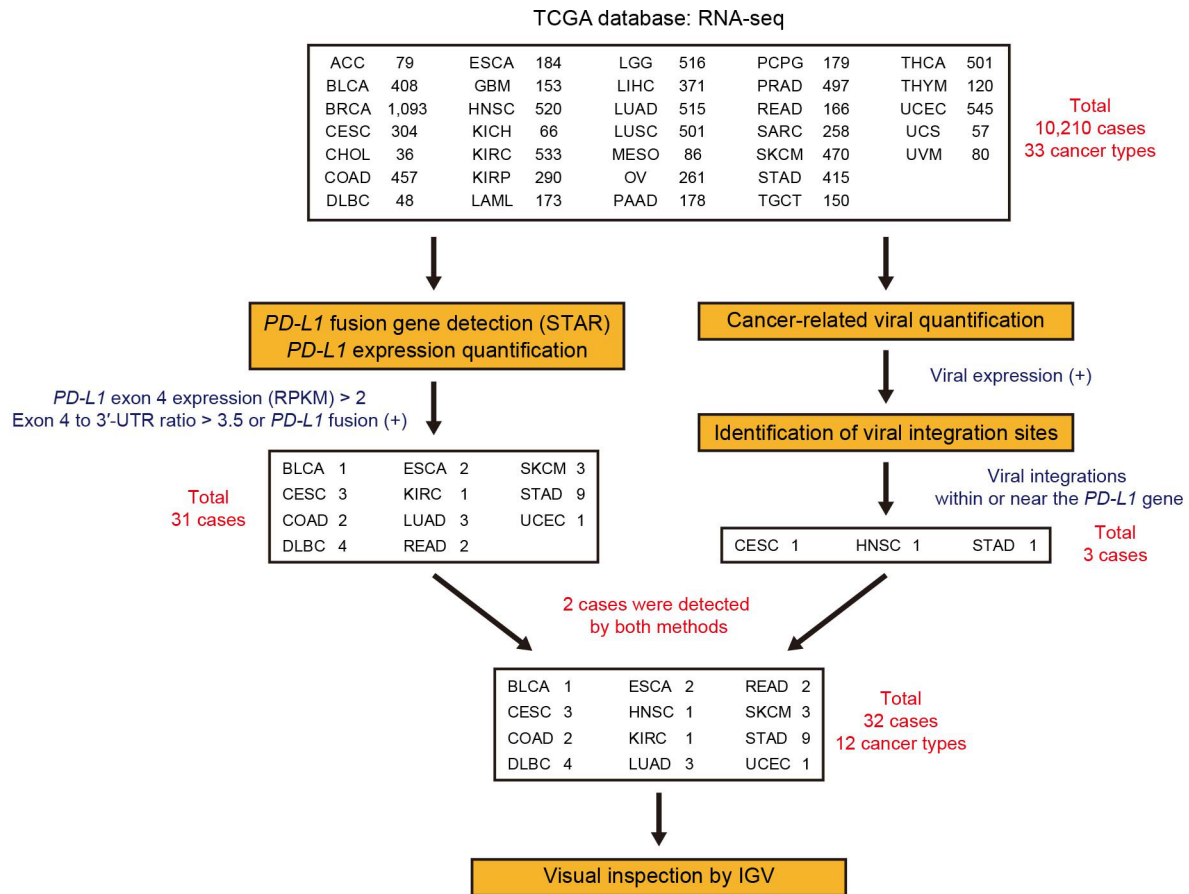 TCGA database: RNA-seq
ACC 79 ESCA 184 LGG 516 PCPG 179 THCA 501
BLCA 408 GBM 153 LIHC 371 PRAD 497 THYM 120
BRCA 1,093 HNSC 520 LUAD 515 READ 166 UCEC 545
CESC 304 KICH 66 LUSC 501 SARC 258 UCS 57
CHOL 36 KIRC 533 MESO 86 SKCM 470 UVM 80
COAD 457 KIRP 290 OV 261 STAD 415
DLBC 48 LAML 173 PAAD 178 TGCT 150
Total
10,210 cases
33 cancer types
PD-L1 fusion gene detection (STAR)
PD-L1 expression quantification
Cancer-related viral quantification
PD-L1 exon 4 expression (RPKM) > 2
Exon 4 to 3′-UTR ratio > 3.5 or PD-L1 fusion (+)
Viral expression (+)
Identification of viral integration sites
Total
31 cases
BLCA 1 ESCA 2 SKCM 3
CESC 3 KIRC 1 STAD 9
COAD 2 LUAD 3 UCEC 1
DLBC 4 READ 2
Viral integrations
within or near the PD-L1 gene
CESC 1 HNSC 1 STAD 1
Total
3 cases
2 cases were detected
by both methods
BLCA 1 ESCA 2 READ 2
CESC 3 HNSC 1 SKCM 3
COAD 2 KIRC 1 STAD 9
DLBC 4 LUAD 3 UCEC 1
Total
32 cases
12 cancer types
Visual inspection by IGV